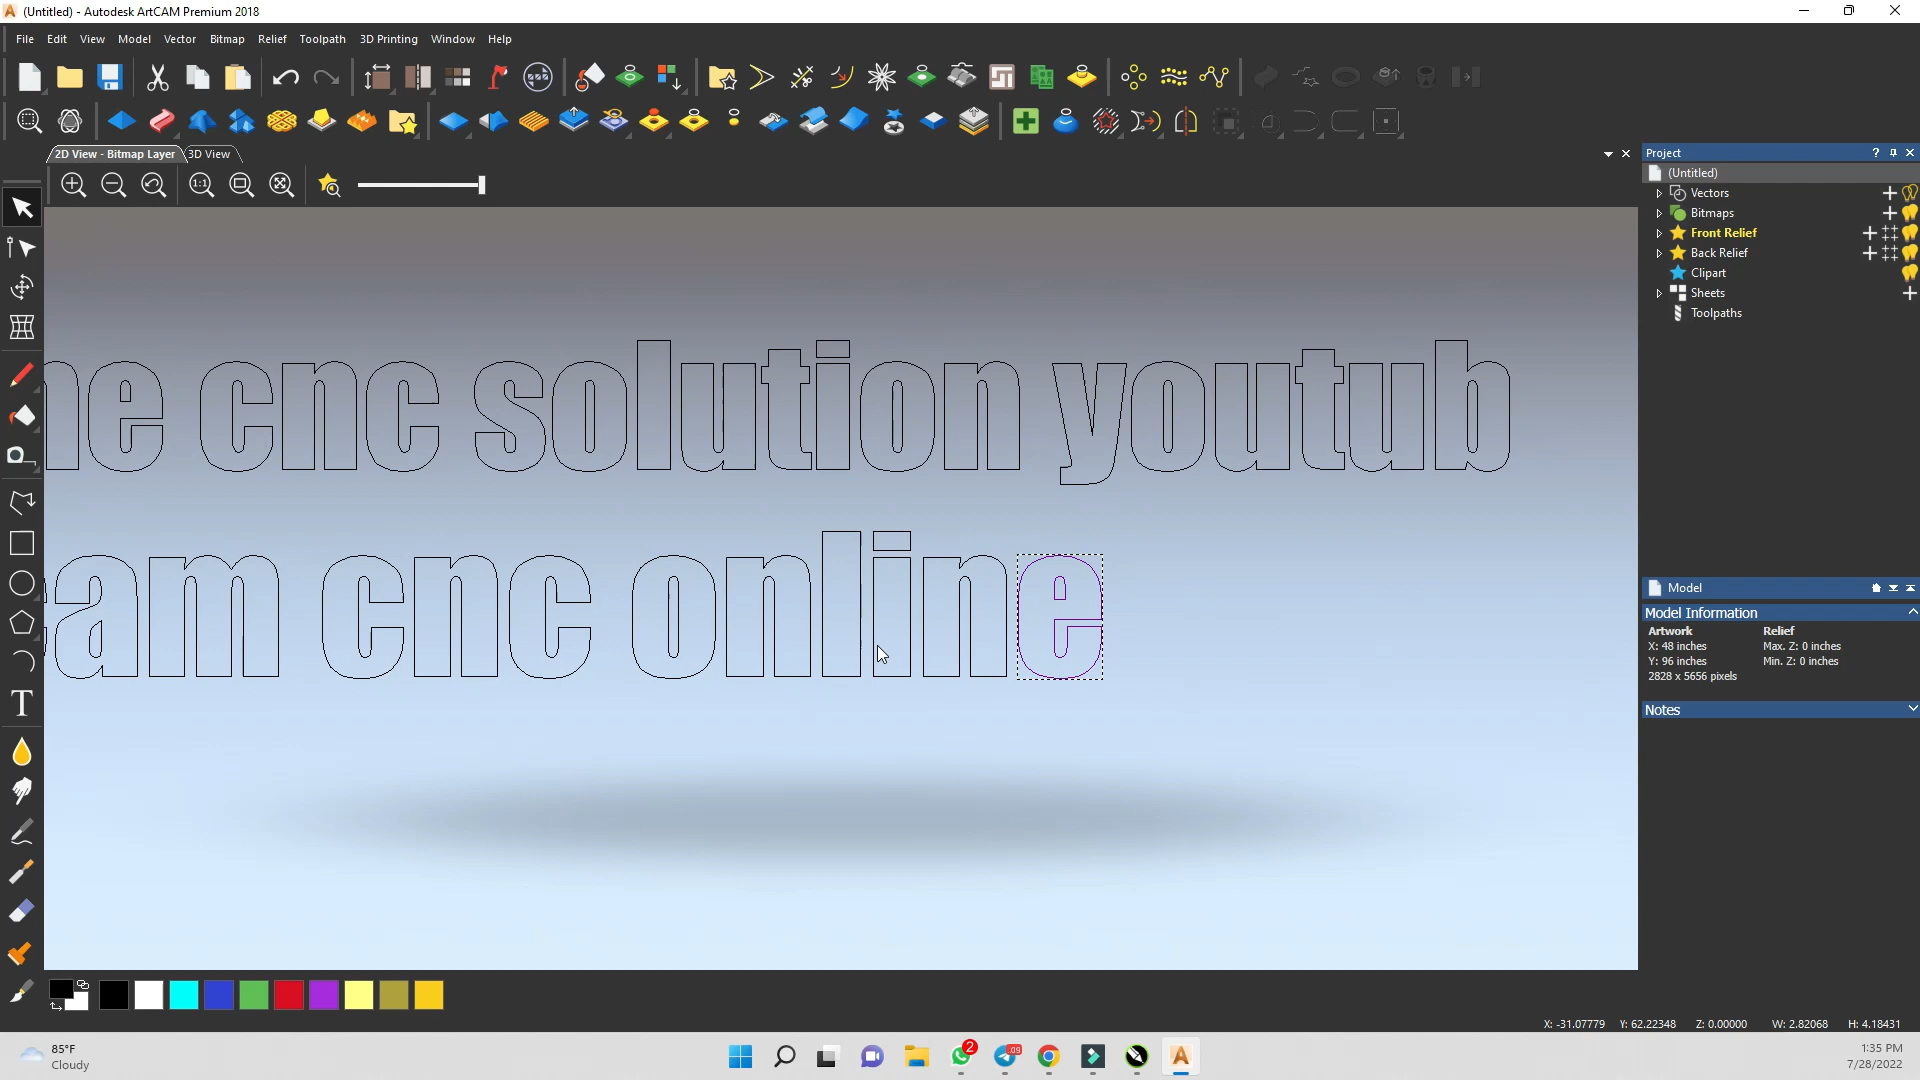 (Untitled) - Autodesk ArtCAM Premium 2018
File Edit View Model Vector Bitmap Relief Toolpath 3D Printing Window Help
2D View - Bitmap Layer 3D View
1:1
ne cnc solution youtub
am cnc online
Project
(Untitled)
Vectors
Bitmaps
Front Relief
Back Relief
Clipart
Sheets
Toolpaths
Model
Model Information
Artwork Relief
X: 48 inches Max. Z: 0 inches
Y: 96 inches Min. Z: 0 inches
2828 x 5656 pixels
Notes
X: -31.07779 Y: 62.22348 Z: 0.00000 W: 2.82068 H: 4.18431
85°F
Cloudy
2
.09
1:35 PM
7/28/2022